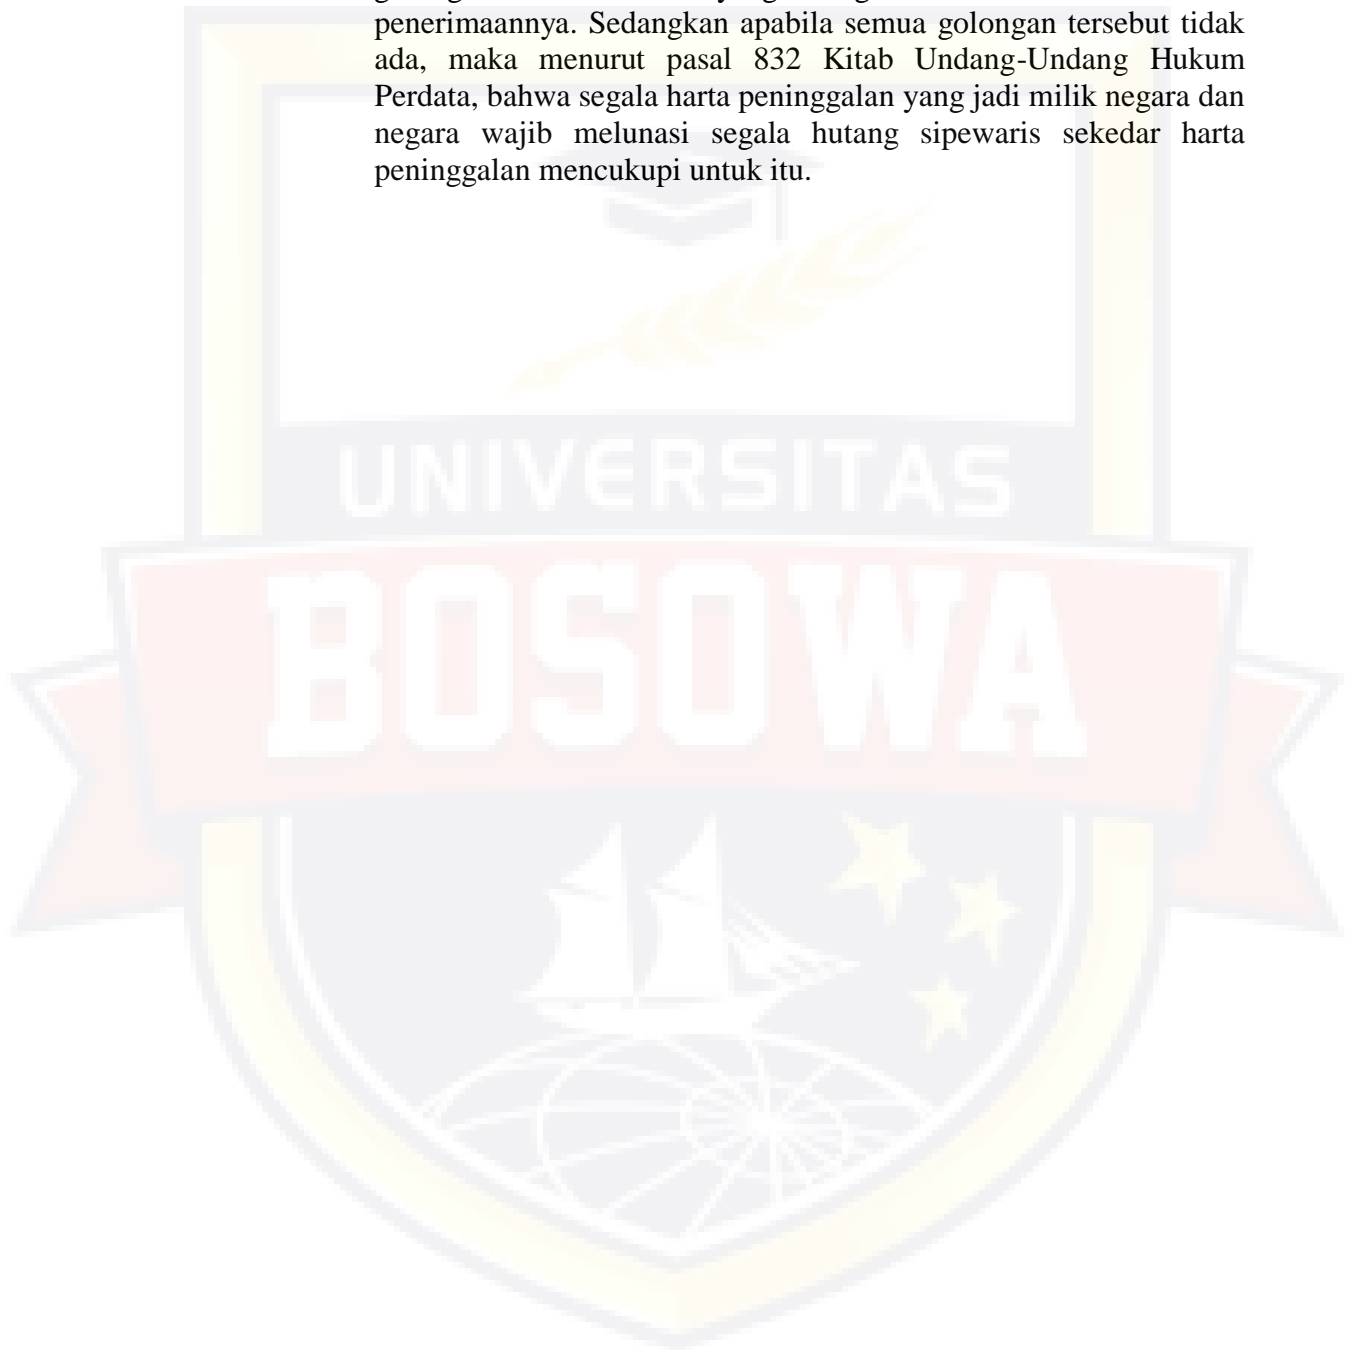 penerimaannya. Sedangkan apabila semua golongan tersebut tidak
ada, maka menurut pasal 832 Kitab Undang-Undang Hukum
Perdata, bahwa segala harta peninggalan yang jadi milik negara dan
negara wajib melunasi segala hutang sipewaris sekedar harta
peninggalan mencukupi untuk itu.
UNIVERSITAS
BOSOWA